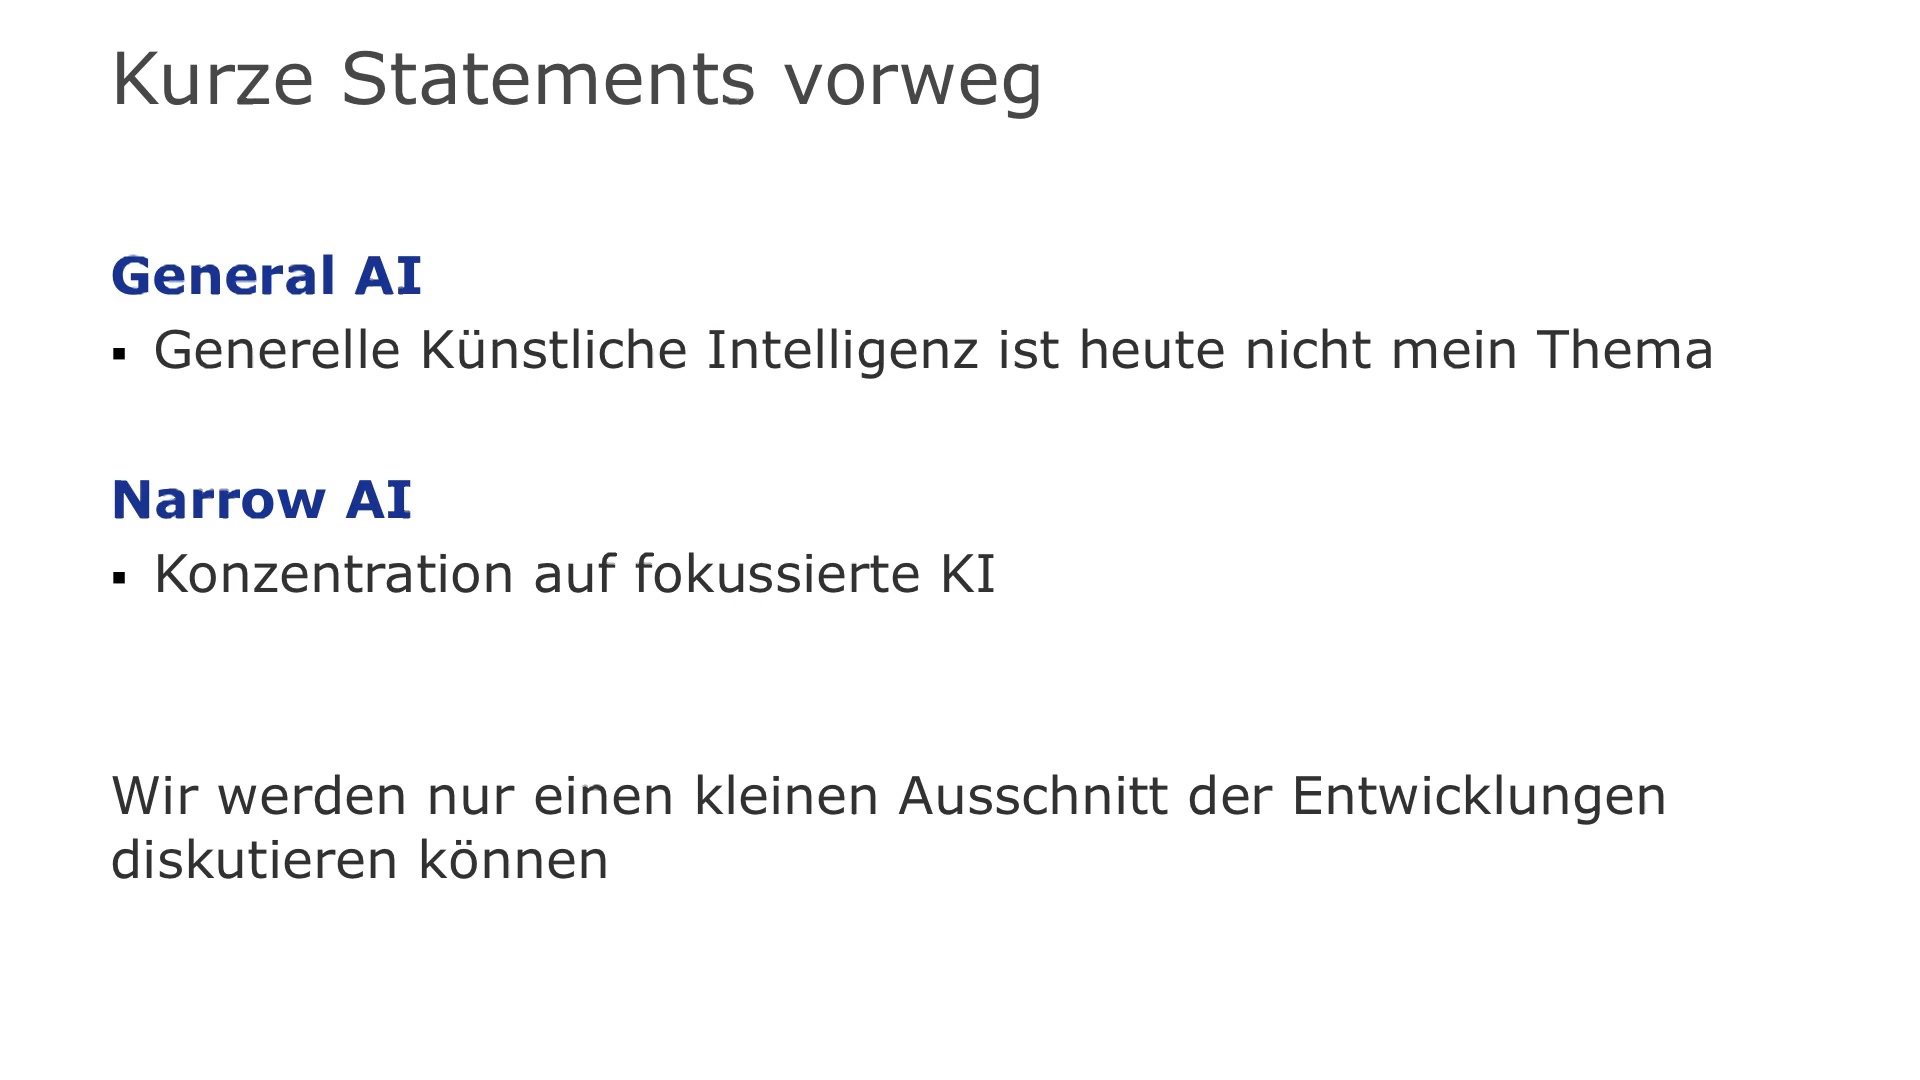 Kurze Statements vorweg
General AI
▪ Generelle Künstliche Intelligenz ist heute nicht mein Thema
Narrow AI
▪ Konzentration auf fokussierte KI
Wir werden nur einen kleinen Ausschnitt der Entwicklungen
diskutieren können